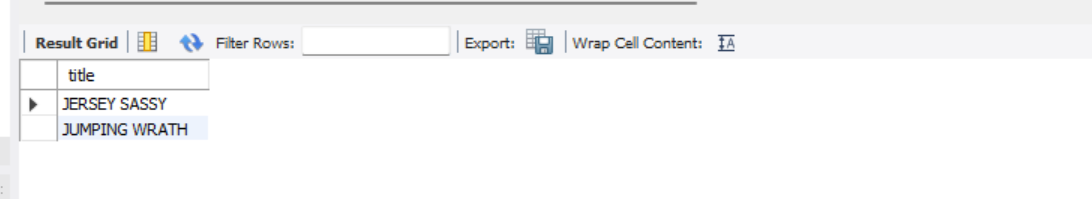 Result Grid Filter Rows: Export: Wrap Cell Content:
title
JERSEY SASSY
JUMPING WRATH